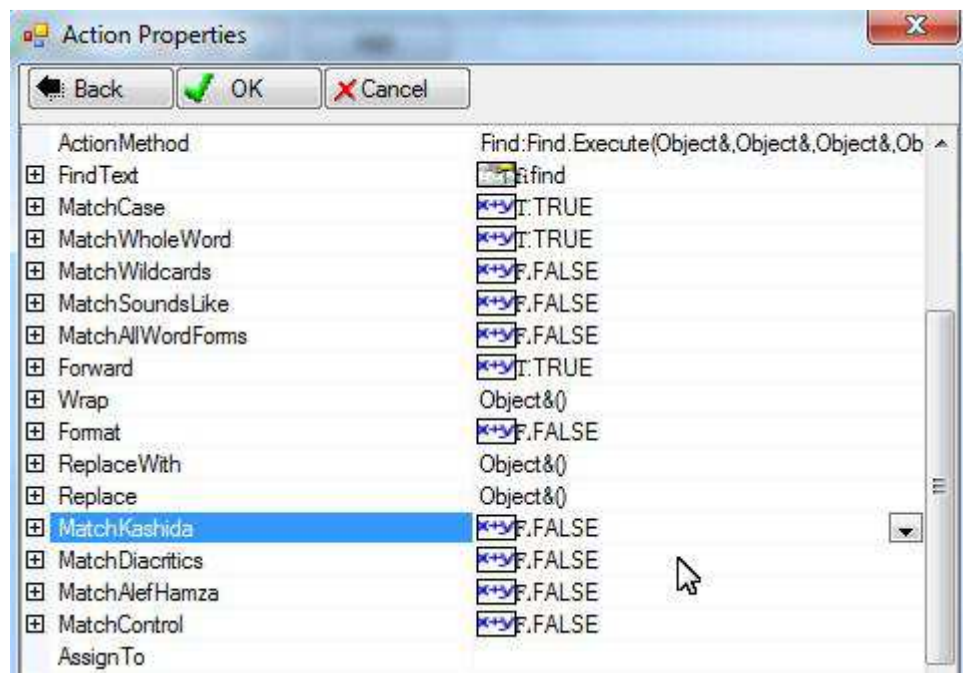 Action Properties
Back OK Cancel
ActionMethod Find:Find.Execute(Object&,Object&,Object&,Ob
FindText fi.find
MatchCase T.TRUE
MatchWholeWord T.TRUE
MatchWildcards F.FALSE
MatchSoundsLike F.FALSE
MatchAllWordForms F.FALSE
Forward T.TRUE
Wrap Object&()
Format F.FALSE
ReplaceWith Object&()
Replace Object&()
MatchKashida F.FALSE
MatchDiacritics F.FALSE
MatchAlefHamza F.FALSE
MatchControl F.FALSE
AssignTo